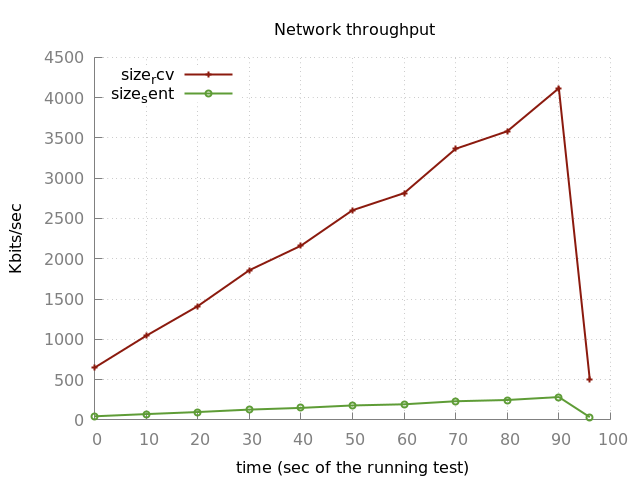 Network throughput
size_rcv
size_sent
4500
4000
3500
3000
2500
2000
1500
1000
500
0
Kbits/sec
0 10 20 30 40 50 60 70 80 90 100
time (sec of the running test)